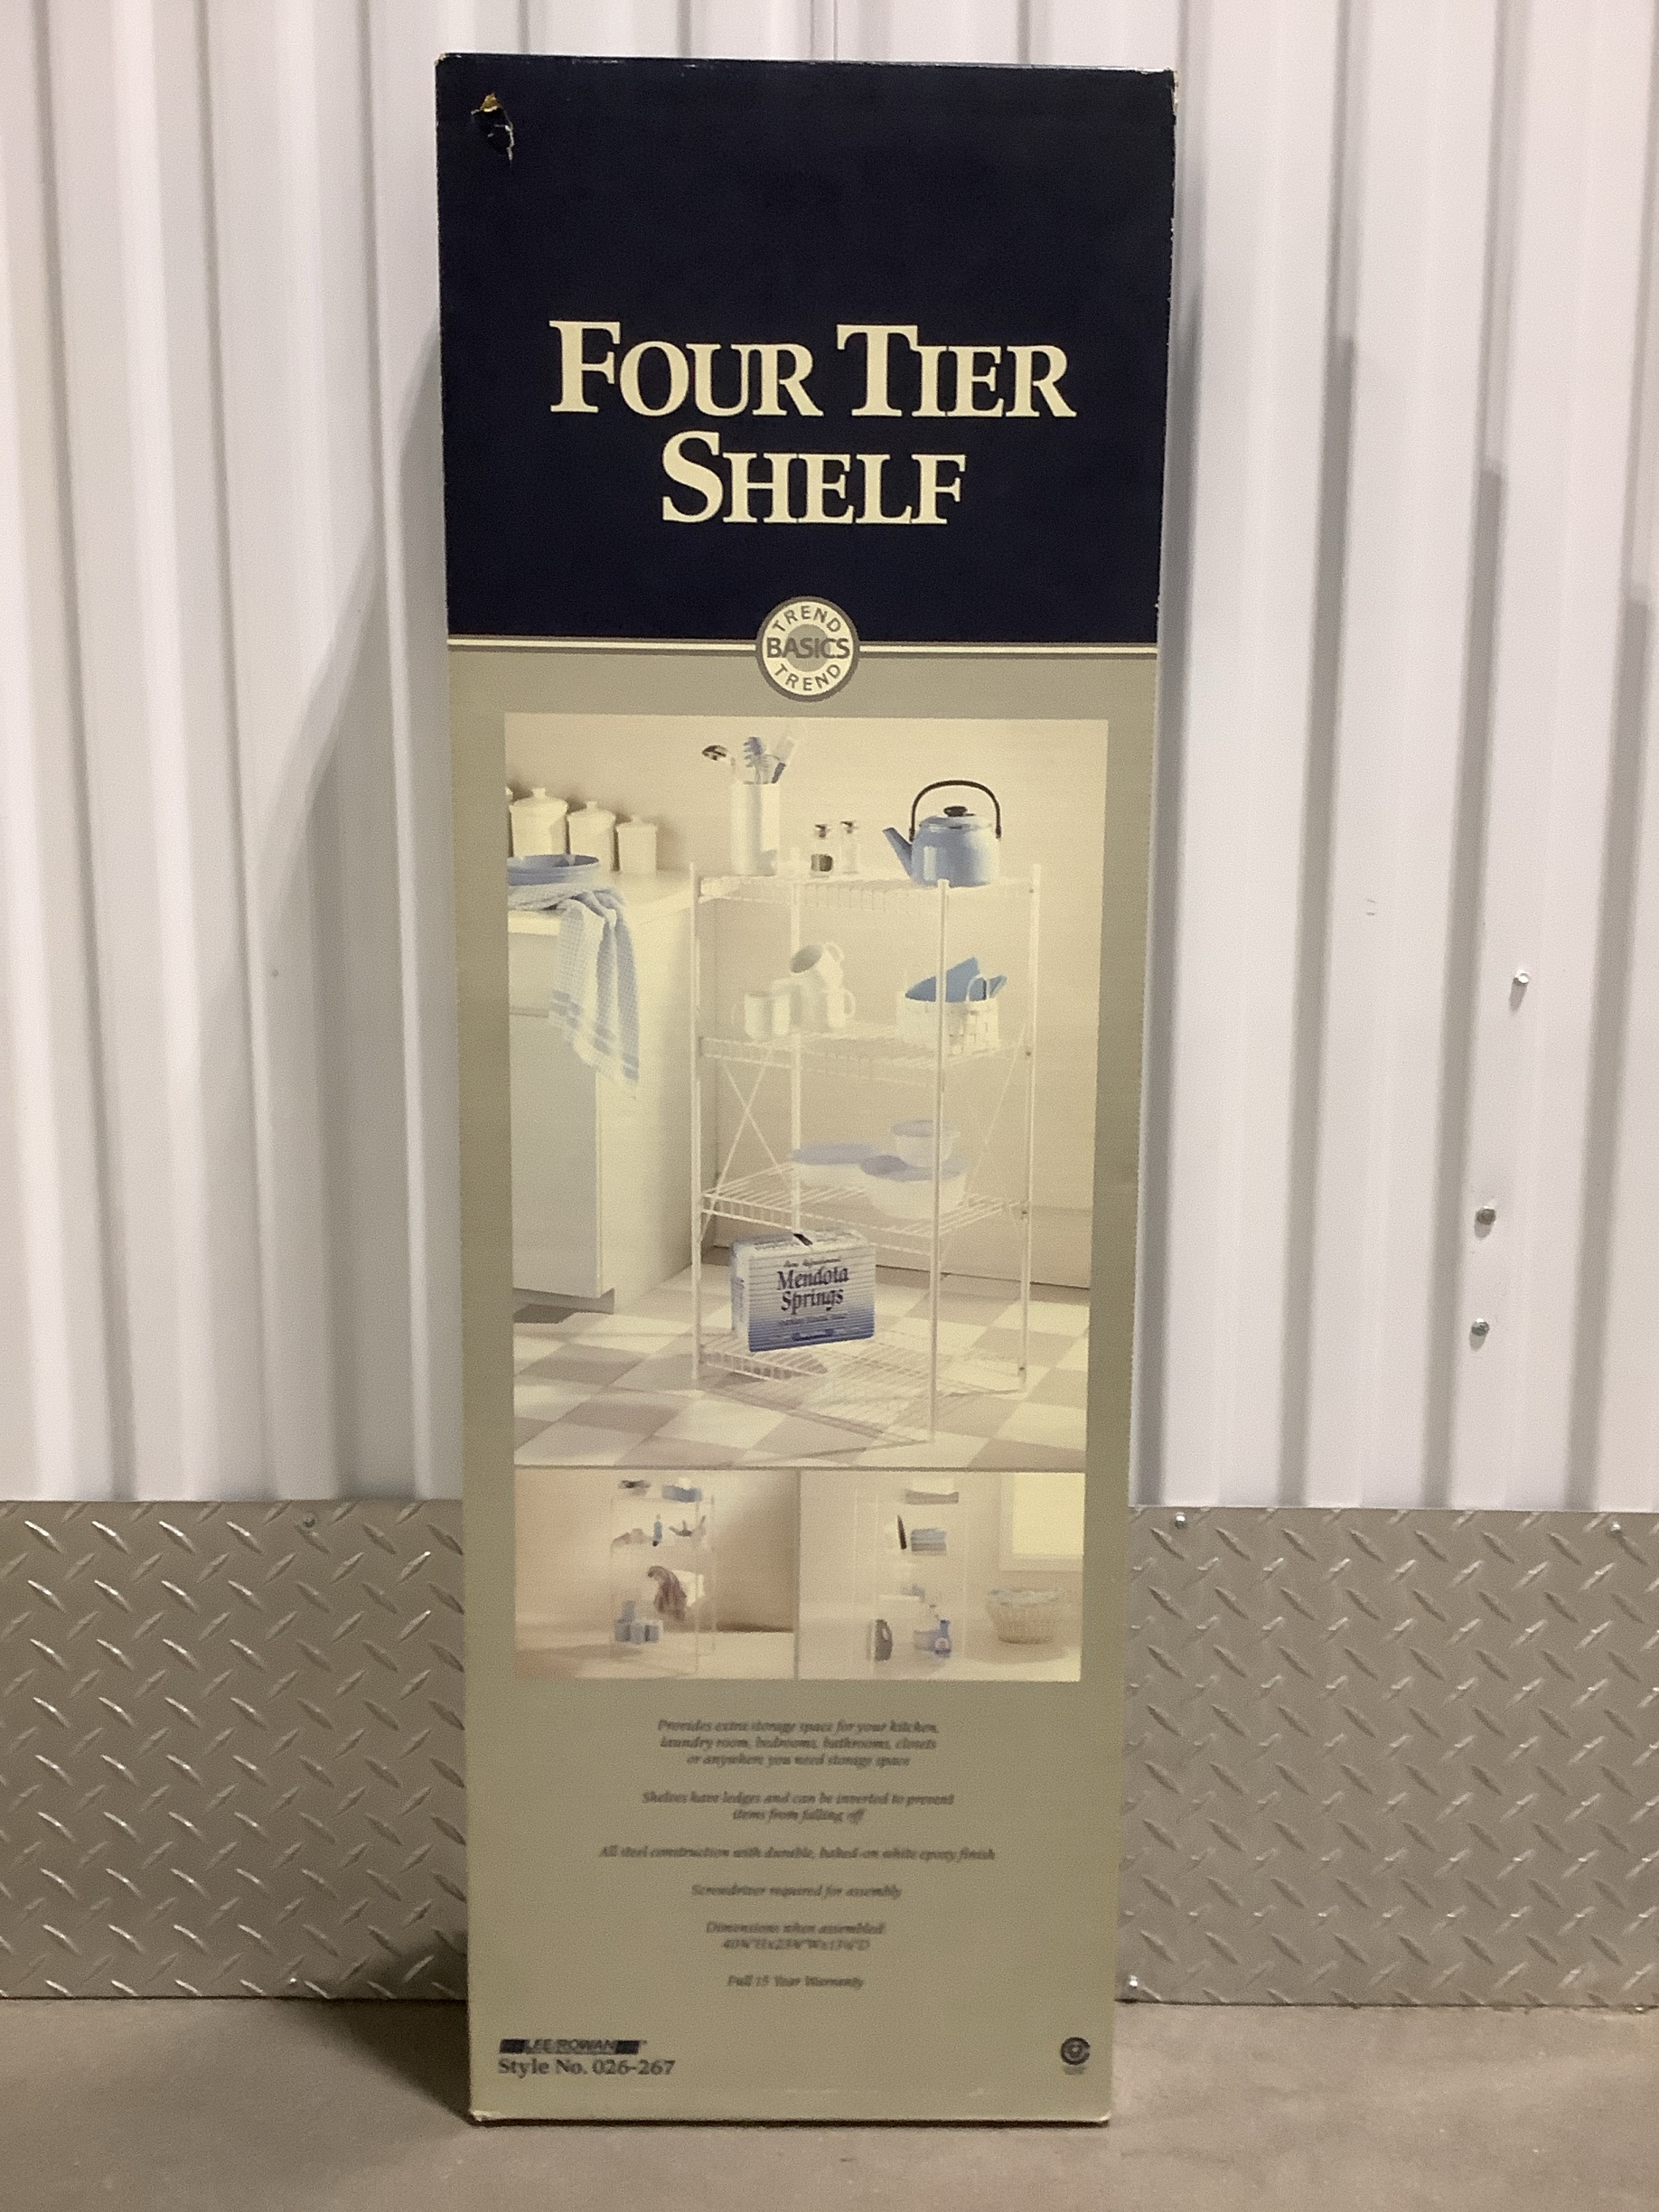 FOUR TIER
SHELF
TREND
BASICS
TREND
Mendota
Springs
Provides extra storage space for your kitchen,
laundry room, bedrooms, bathrooms, closets
or anywhere you need storage space
Shelves have ledges and can be inverted to prevent
items from falling off
All steel construction with durable, baked-on white epoxy finish
Screwdriver required for assembly
Dimensions when assembled:
Full 15 Year Warranty
LEE/ROWAN
Style No. 026-267